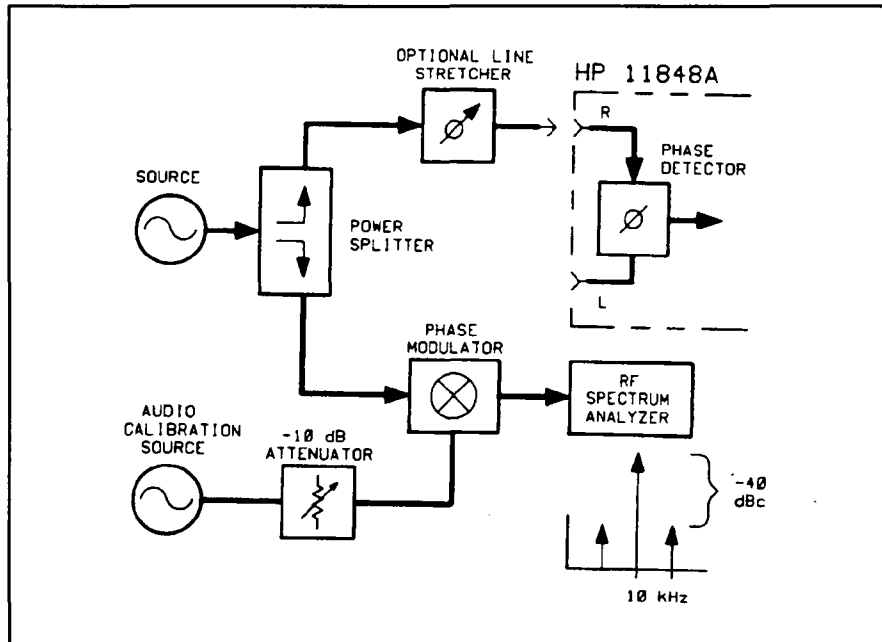 OPTIONAL LINE
STRETCHER
HP 11848A
R
PHASE
DETECTOR
SOURCE
POWER
SPLITTER
L
PHASE
MODULATOR
RF
SPECTRUM
ANALYZER
AUDIO
CALIBRATION
SOURCE
-10 dB
ATTENUATOR
-40
dBc
10 kHz